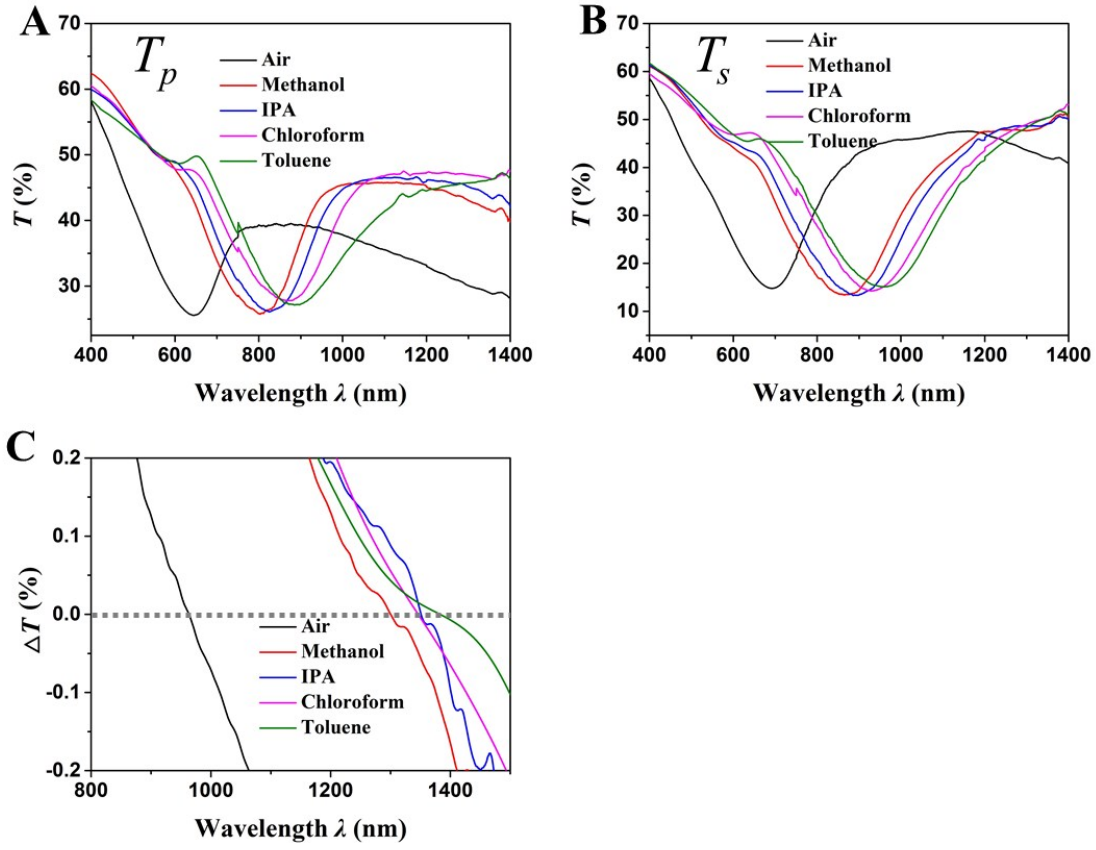 A
70
60
50
40
30
T (%)
Tp
Air
Methanol
IPA
Chloroform
Toluene
400 600 800 1000 1200 1400
Wavelength λ (nm)
B
70
60
50
40
30
20
10
5
T (%)
Ts
Air
Methanol
IPA
Chloroform
Toluene
400 600 800 1000 1200 1400
Wavelength λ (nm)
C
0.2
0.1
0.0
-0.1
-0.2
△T (%)
Air
Methanol
IPA
Chloroform
Toluene
800 1000 1200 1400
Wavelength λ (nm)